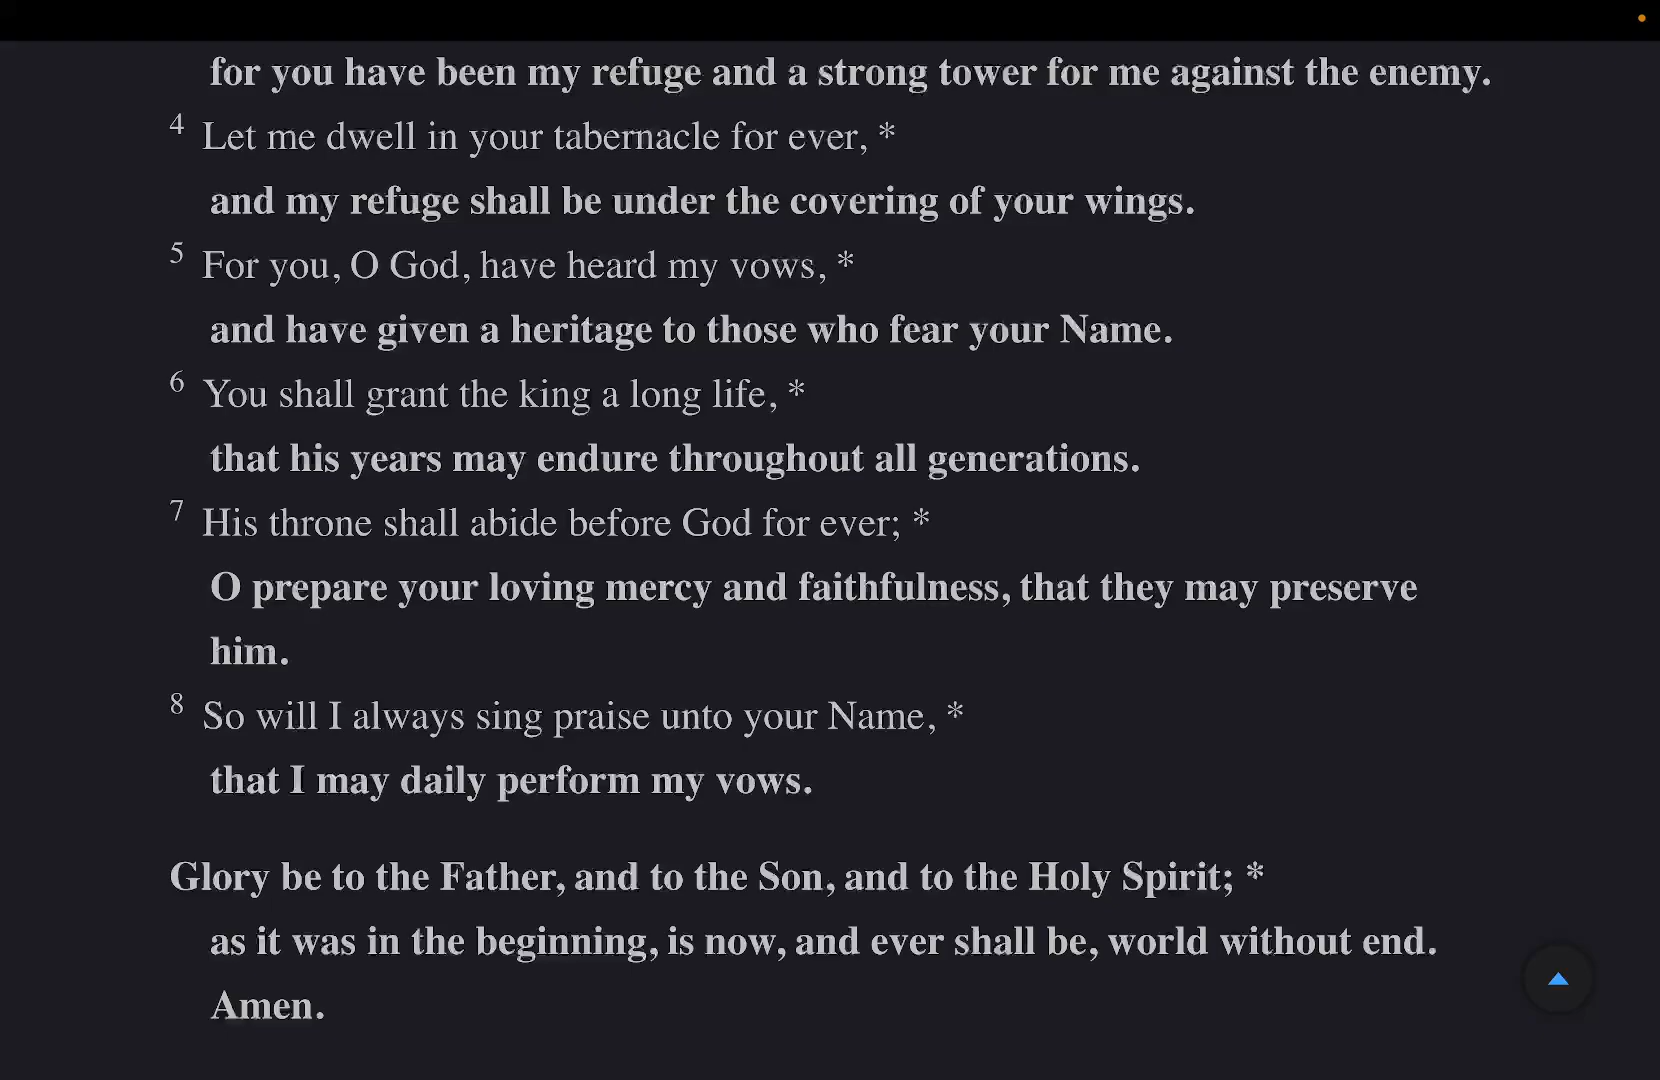 for you have been my refuge and a strong tower for me against the enemy.
4 Let me dwell in your tabernacle for ever, *
and my refuge shall be under the covering of your wings.
5 For you, O God, have heard my vows, *
and have given a heritage to those who fear your Name.
6 You shall grant the king a long life, *
that his years may endure throughout all generations.
7 His throne shall abide before God for ever; *
O prepare your loving mercy and faithfulness, that they may preserve
him.
8 So will I always sing praise unto your Name, *
that I may daily perform my vows.
Glory be to the Father, and to the Son, and to the Holy Spirit; *
as it was in the beginning, is now, and ever shall be, world without end.
Amen.